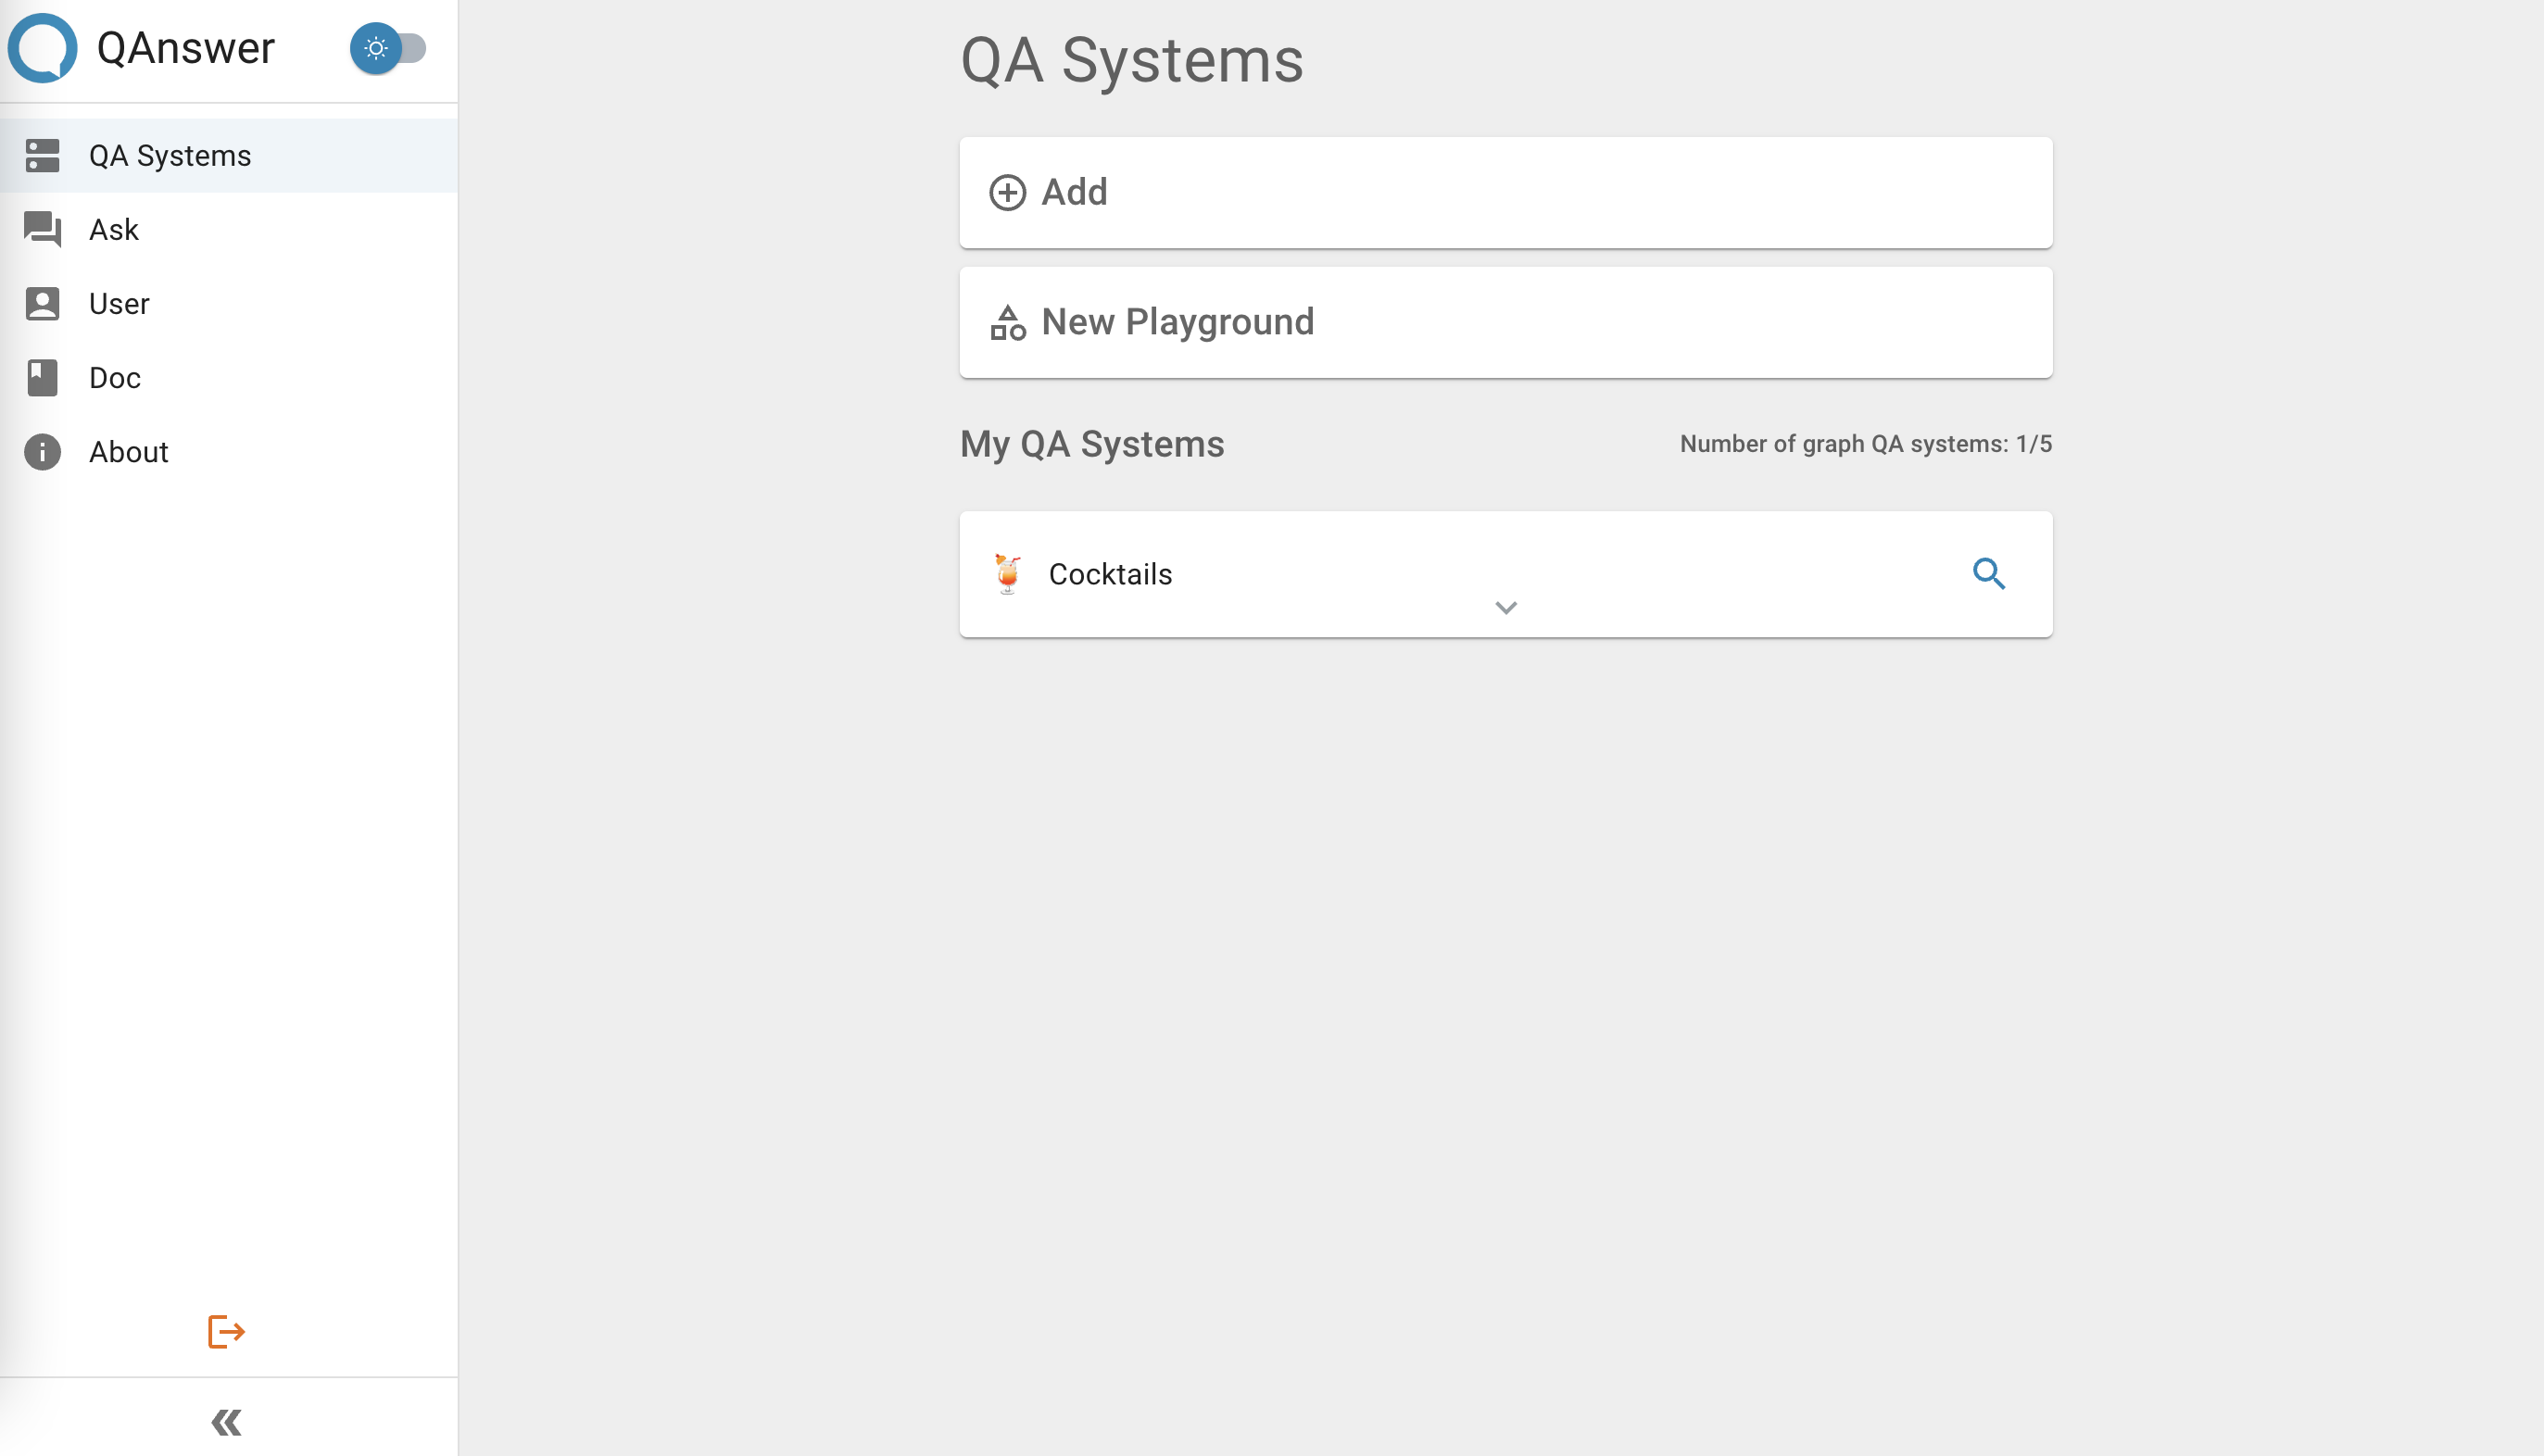 QAnswer
QA Systems
Ask
User
Doc
About
QA Systems
Add
New Playground
My QA Systems
Number of graph QA systems: 1/5
Cocktails